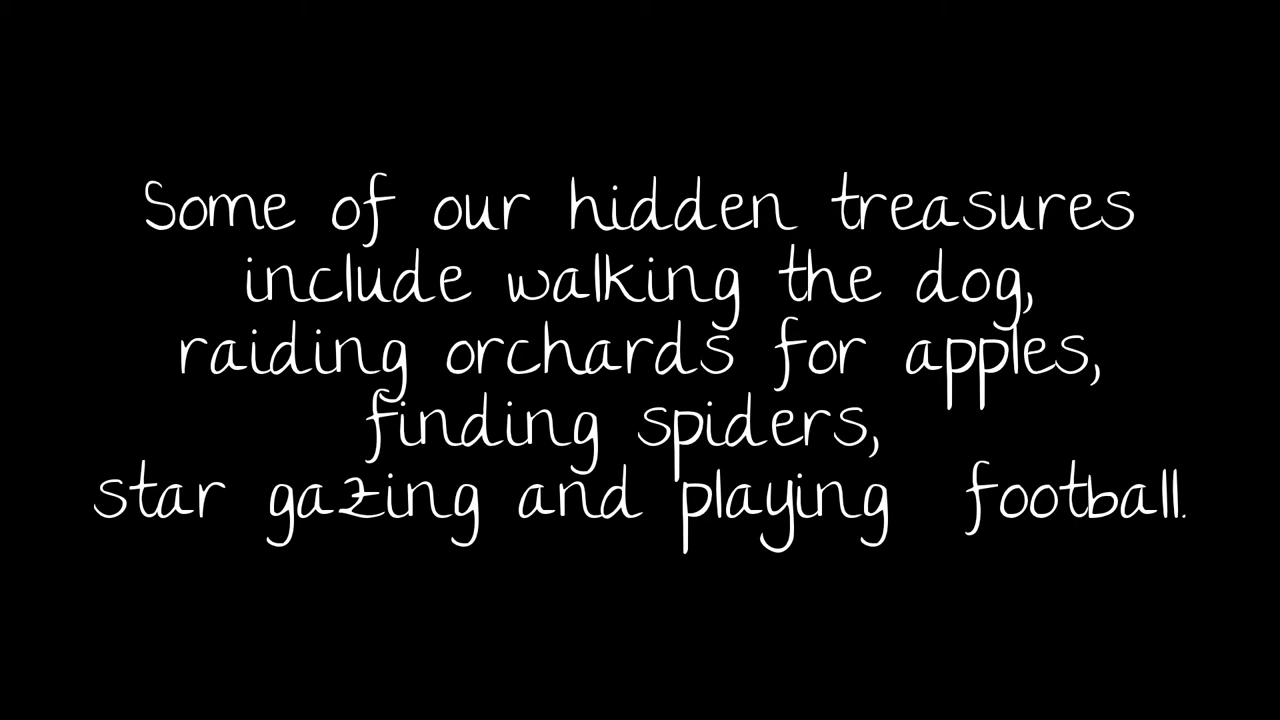 Some of our hidden treasures
include walking the dog,
raiding orchards for apples,
finding spiders,
star gazing and playing football.